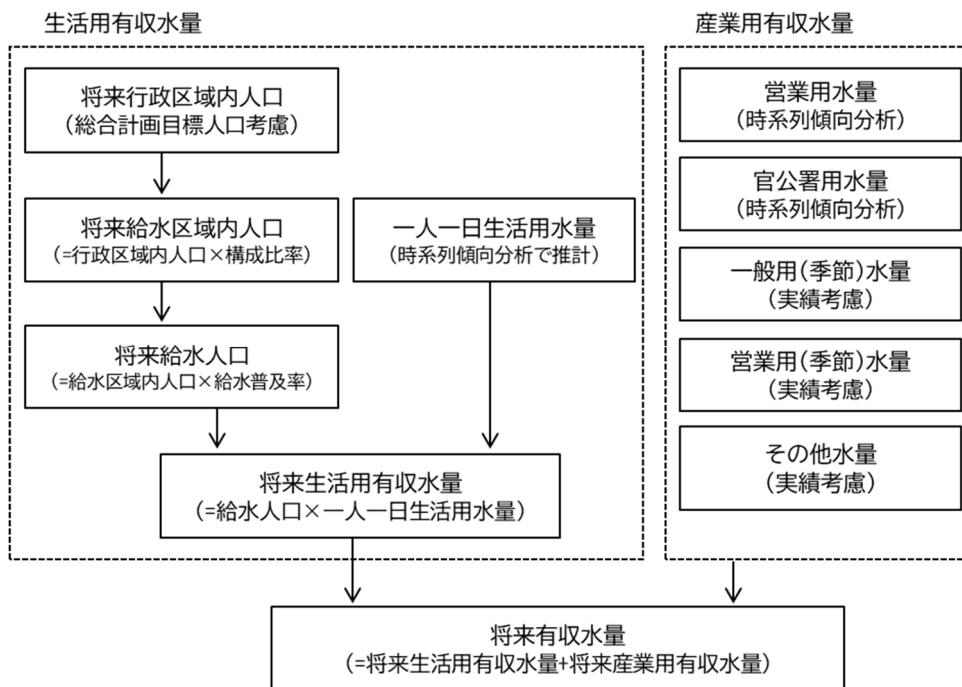 生活用有収水量
将来行政区域内人口
（総合計画目標人口考慮）
将来給水区域内人口
（=行政区域内人口×構成比率）
一人一日生活用水量
（時系列傾向分析で推計）
将来給水人口
（=給水区域内人口×給水普及率）
将来生活用有収水量
（=給水人口×一人一日生活用水量）
産業用有収水量
営業用水量
（時系列傾向分析）
官公署用水量
（時系列傾向分析）
一般用(季節)水量
（実績考慮）
営業用(季節)水量
（実績考慮）
その他水量
（実績考慮）
将来有収水量
（=将来生活用有収水量+将来産業用有収水量）